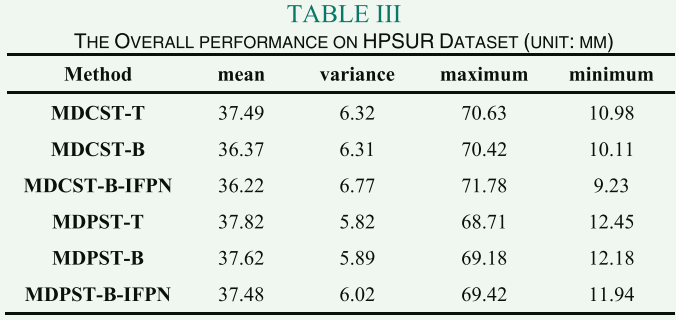 TABLE III
THE OVERALL PERFORMANCE ON HPSUR DATASET (UNIT: MM)
Method mean variance maximum minimum
MDCST-T 37.49 6.32 70.63 10.98
MDCST-B 36.37 6.31 70.42 10.11
MDCST-B-IFPN 36.22 6.77 71.78 9.23
MDPST-T 37.82 5.82 68.71 12.45
MDPST-B 37.62 5.89 69.18 12.18
MDPST-B-IFPN 37.48 6.02 69.42 11.94